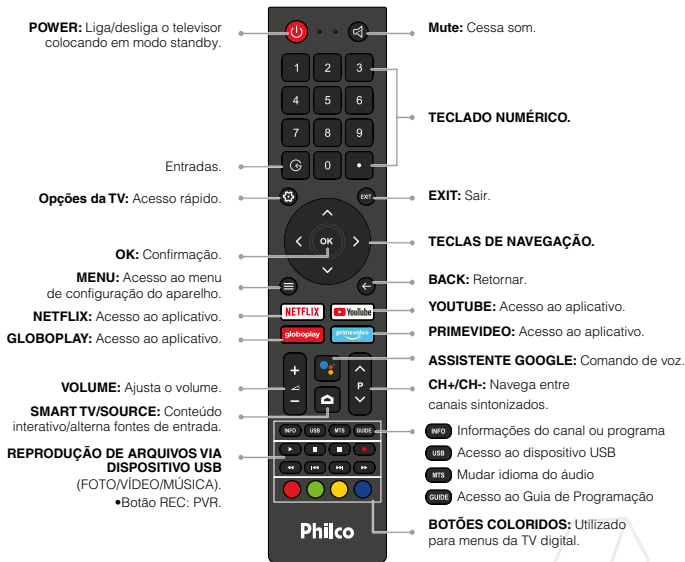 POWER: Liga/desliga o televisor
colocando em modo standby.
Mute: Cessa som.
1 2 3
4 5 6
7 8 9
0 •
TECLADO NUMÉRICO.
Entradas.
Opções da TV: Acesso rápido.
EXIT
EXIT: Sair.
OK
OK: Confirmação.
TECLAS DE NAVEGAÇÃO.
MENU: Acesso ao menu
de configuração do aparelho.
BACK: Retornar.
NETFLIX: Acesso ao aplicativo.
NETFLIX
YouTube
YOUTUBE: Acesso ao aplicativo.
GLOBOPLAY: Acesso ao aplicativo.
globoplay
prime video
PRIMEVIDEO: Acesso ao aplicativo.
ASSISTENTE GOOGLE: Comando de voz.
+
P
−
VOLUME: Ajusta o volume.
CH+/CH-: Navega entre
canais sintonizados.
SMART TV/SOURCE: Conteúdo
interativo/alterna fontes de entrada.
INFO USB MTS GUIDE
INFO Informações do canal ou programa
USB Acesso ao dispositivo USB
MTS Mudar idioma do áudio
GUIDE Acesso ao Guia de Programação
REPRODUÇÃO DE ARQUIVOS VIA
DISPOSITIVO USB
(FOTO/VÍDEO/MÚSICA).
•Botão REC: PVR.
BOTÕES COLORIDOS: Utilizado
para menus da TV digital.
Philco